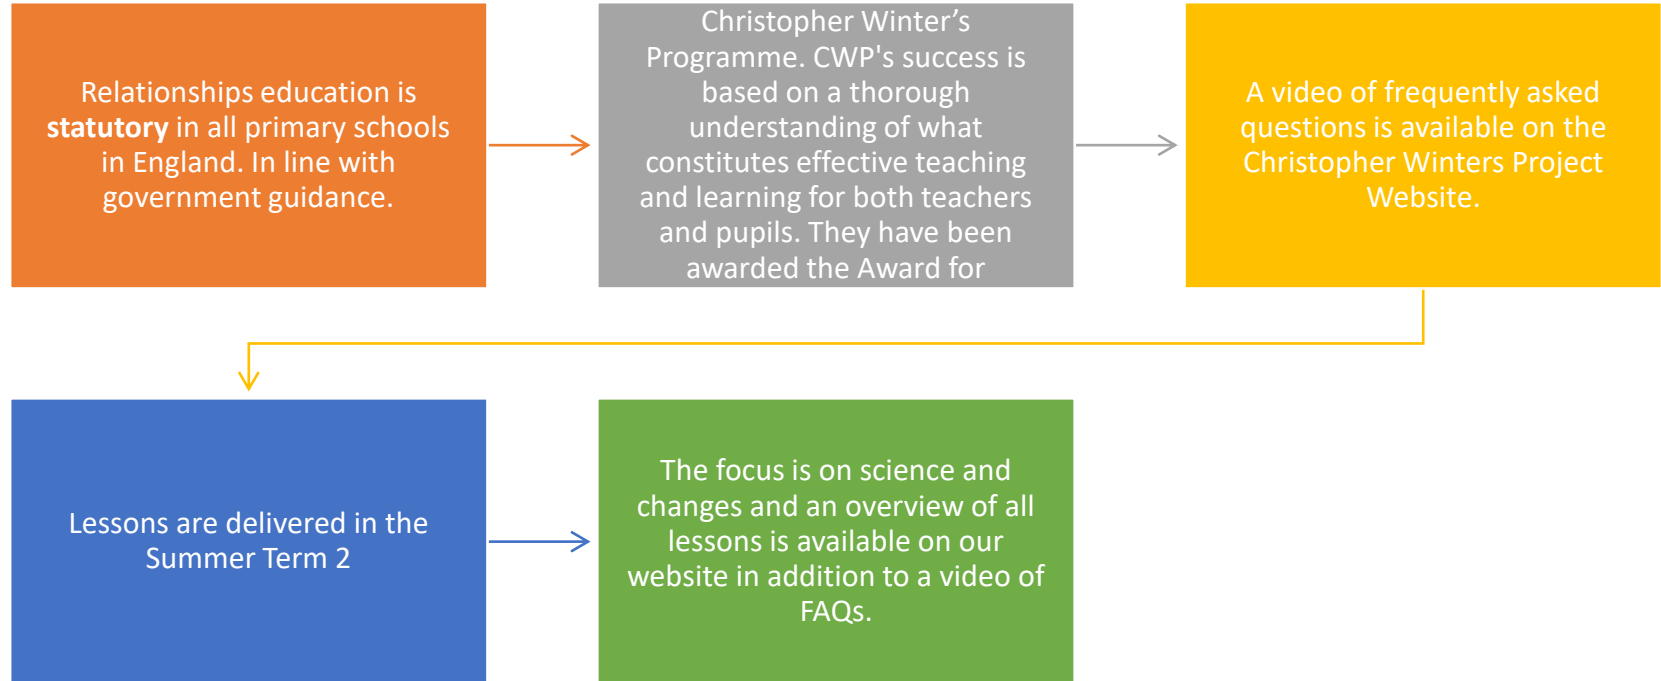 Relationships education is
statutory in all primary schools
in England. In line with
government guidance.
Christopher Winter’s
Programme. CWP's success is
based on a thorough
understanding of what
constitutes effective teaching
and learning for both teachers
and pupils. They have been
awarded the Award for
A video of frequently asked
questions is available on the
Christopher Winters Project
Website.
Lessons are delivered in the
Summer Term 2
The focus is on science and
changes and an overview of all
lessons is available on our
website in addition to a video of
FAQs.